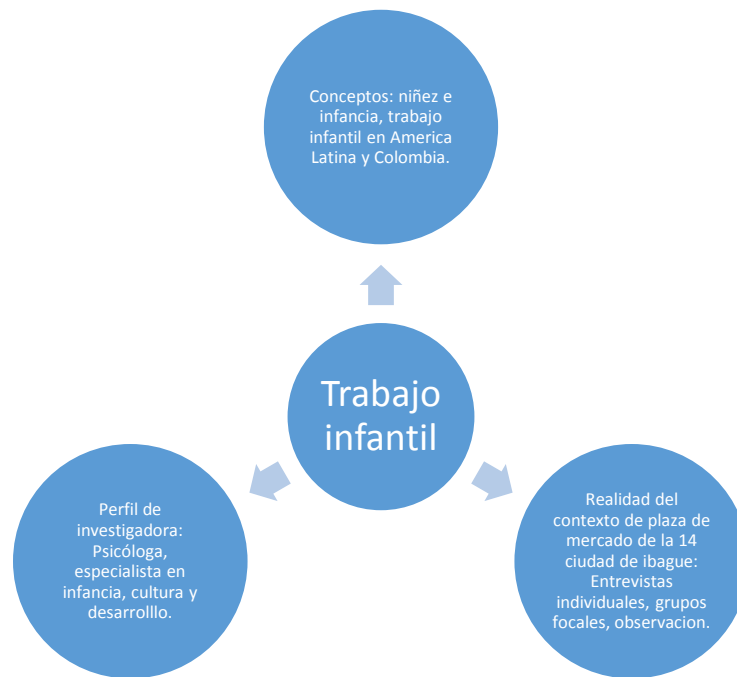 Conceptos: niñez e
infancia, trabajo
infantil en America
Latina y Colombia.
Trabajo
infantil
Perfil de
investigadora:
Psicóloga,
especialista en
infancia, cultura y
desarrolllo.
Realidad del
contexto de plaza de
mercado de la 14
ciudad de ibague:
Entrevistas
individuales, grupos
focales, observacion.